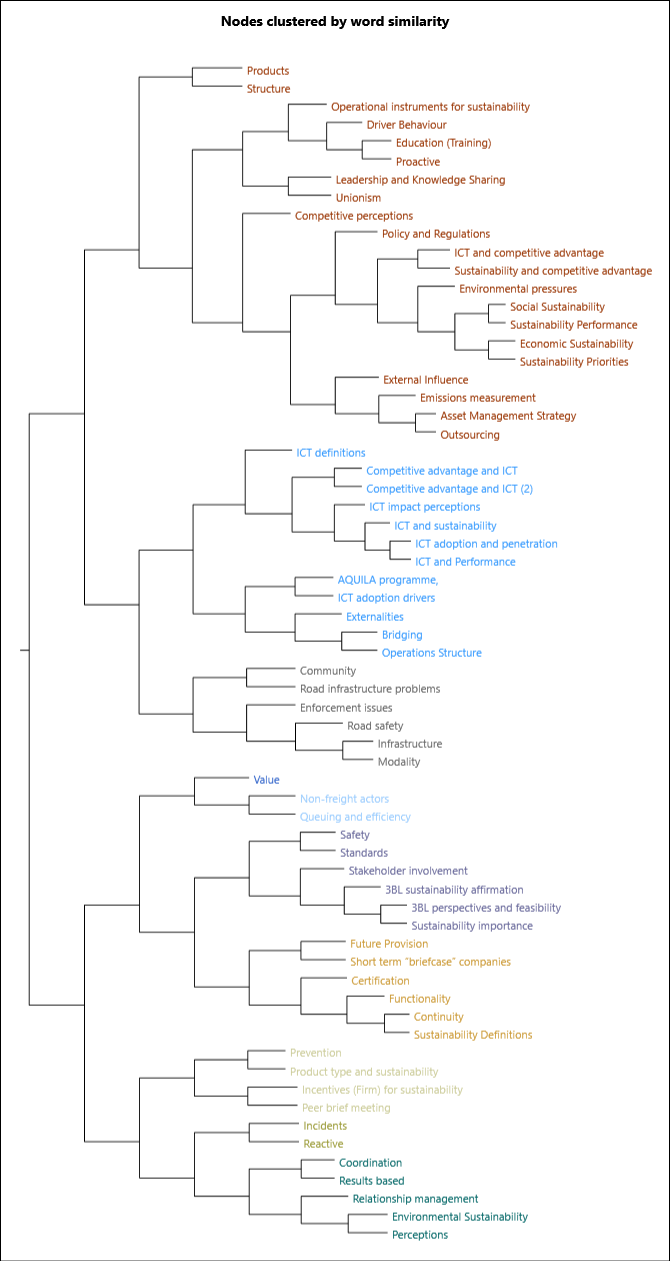 Nodes clustered by word similarity
Products
Structure
Operational instruments for sustainability
Driver Behaviour
Education (Training)
Proactive
Leadership and Knowledge Sharing
Unionism
Competitive perceptions
Policy and Regulations
ICT and competitive advantage
Sustainability and competitive advantage
Environmental pressures
Social Sustainability
Sustainability Performance
Economic Sustainability
Sustainability Priorities
External Influence
Emissions measurement
Asset Management Strategy
Outsourcing
ICT definitions
Competitive advantage and ICT
Competitive advantage and ICT (2)
ICT impact perceptions
ICT and sustainability
ICT adoption and penetration
ICT and Performance
AQUILA programme,
ICT adoption drivers
Externalities
Bridging
Operations Structure
Community
Road infrastructure problems
Enforcement issues
Road safety
Infrastructure
Modality
Value
Non-freight actors
Queuing and efficiency
Safety
Standards
Stakeholder involvement
3BL sustainability affirmation
3BL perspectives and feasibility
Sustainability importance
Future Provision
Short term “briefcase” companies
Certification
Functionality
Continuity
Sustainability Definitions
Prevention
Product type and sustainability
Incentives (Firm) for sustainability
Peer brief meeting
Incidents
Reactive
Coordination
Results based
Relationship management
Environmental Sustainability
Perceptions